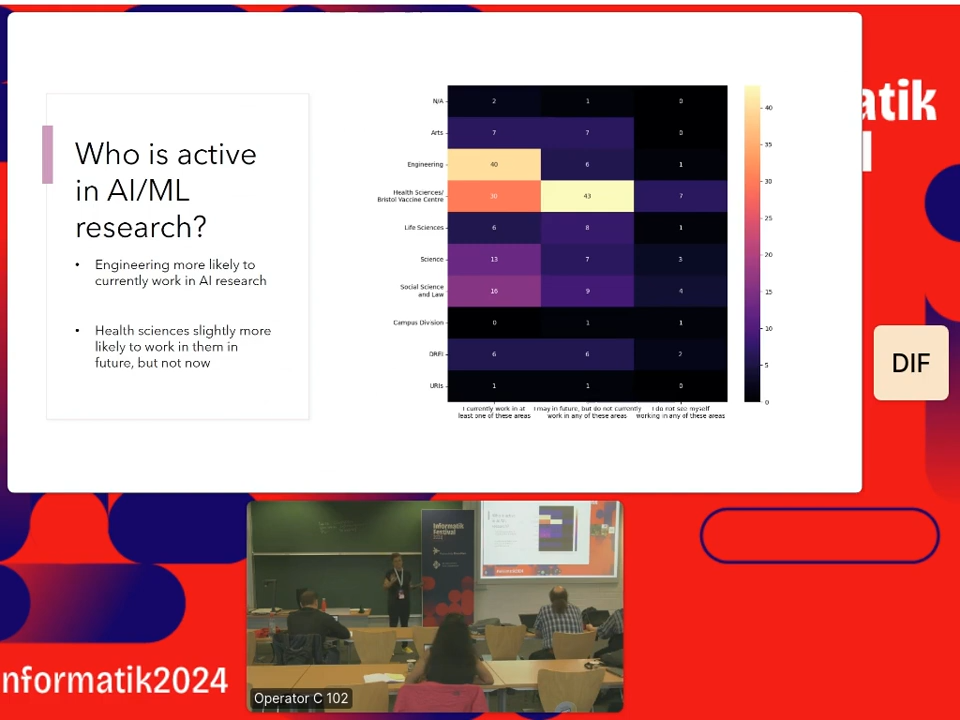 Who is active
in AI/ML
research?
• Engineering more likely to
currently work in AI research
• Health sciences slightly more
likely to work in them in
future, but not now
N/A 2 1 0
Arts 7 7 0
Engineering 40 6 1
Health Sciences/
Bristol Vaccine Centre 30 43 7
Life Sciences 6 8 1
Science 13 7 3
Social Science
and Law 16 9 4
Campus Division 0 1 1
DREI 6 6 2
URIs 1 1 0
I currently work in at
least one of these areas
I may in future, but do not currently
work in any of these areas
I do not see myself
working in any of these areas
40
35
30
25
20
15
10
5
0
atik
DIF
Informatik
Festival
2024
Operator C 102
nformatik2024